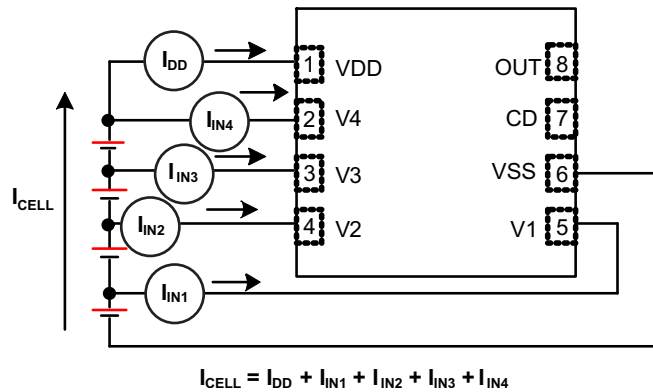 I_DD
1 VDD
OUT 8
I_IN4
2 V4
CD 7
I_IN3
3 V3
VSS 6
I_CELL
I_IN2
4 V2
V1 5
I_IN1
I_CELL = I_DD + I_IN1 + I_IN2 + I_IN3 + I_IN4